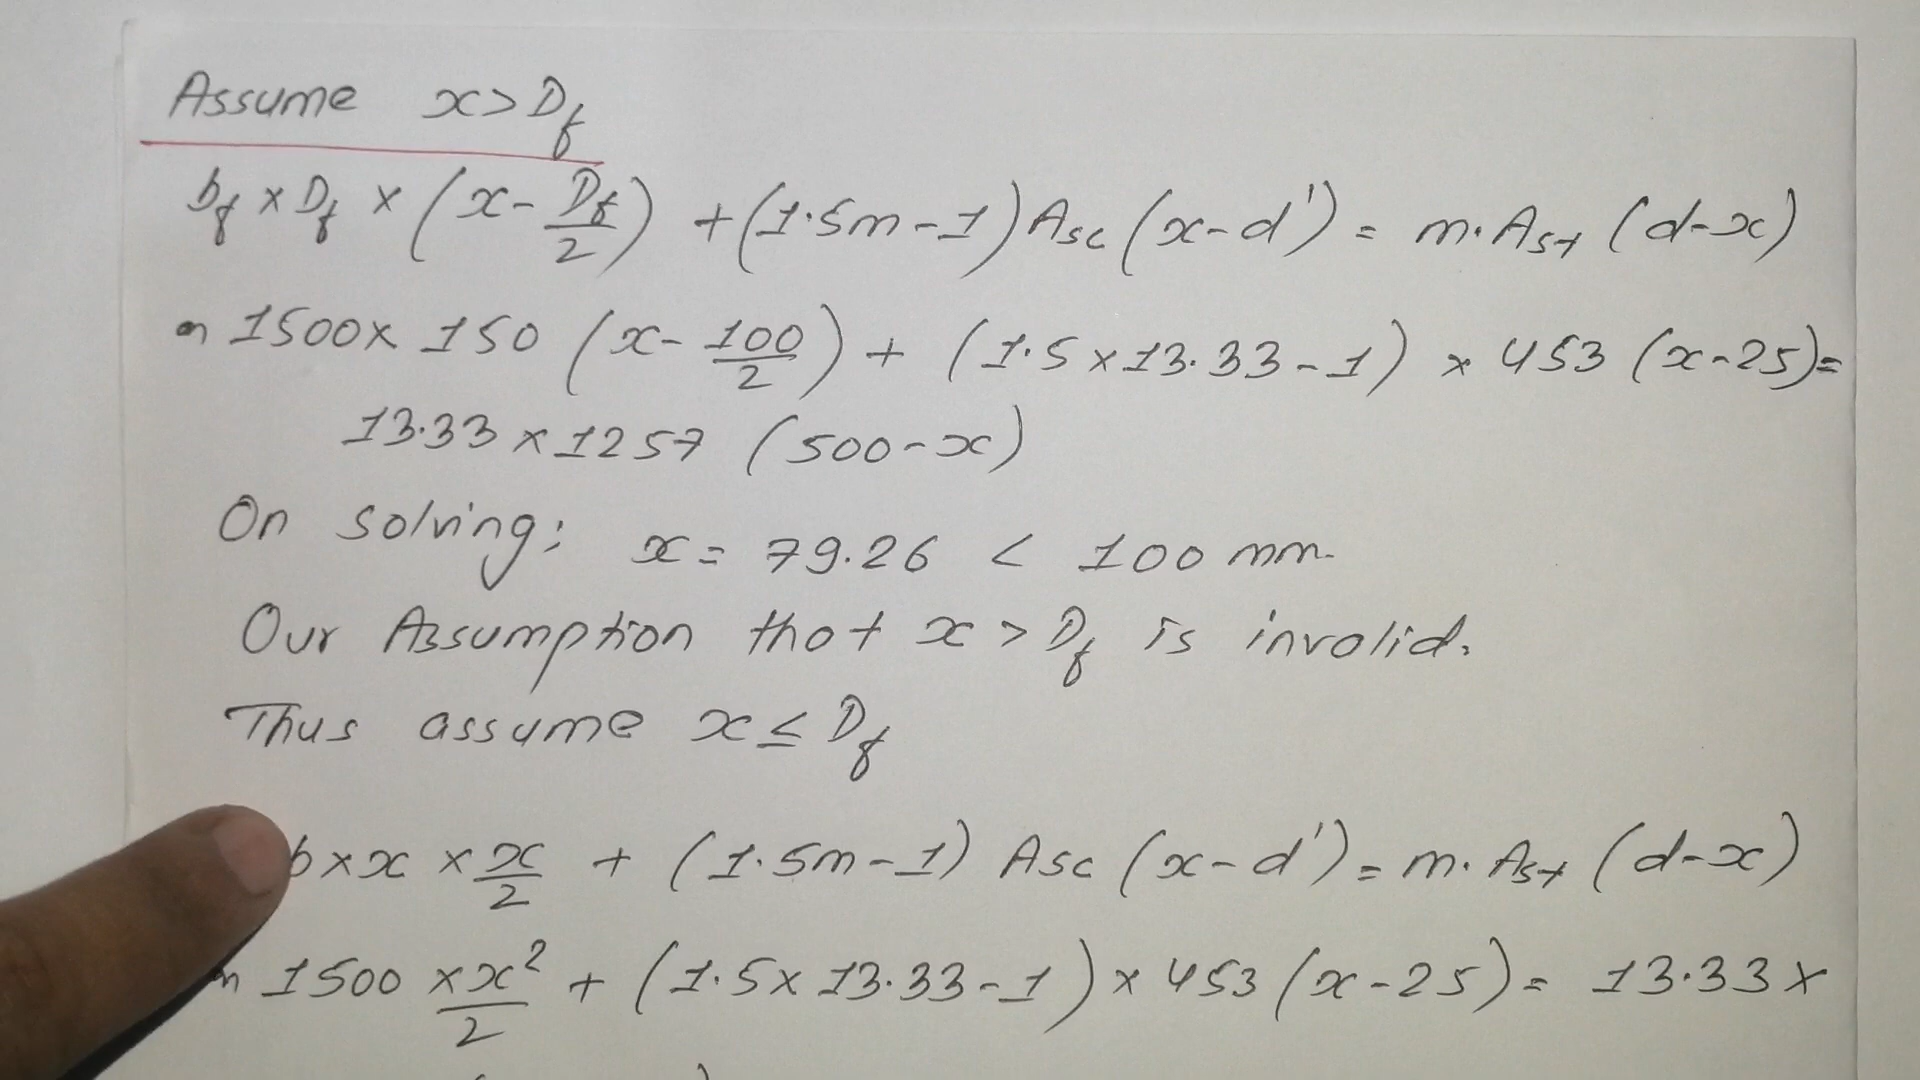 Assume x > Df
bf × Df × (x - Df/2) + (1.5m - 1) Asc (x - d') = m. Ast (d - x)
or 1500 × 150 (x - 100/2) + (1.5 × 13.33 - 1) × 453 (x - 25) =
13.33 × 1257 (500 - x)
On solving; x = 79.26 < 100 mm.
Our Assumption that x > Df is invalid.
Thus assume x ≤ Df
b × x × x/2 + (1.5m - 1) Asc (x - d') = m. Ast (d - x)
1500 × x²/2 + (1.5 × 13.33 - 1) × 453 (x - 25) = 13.33 ×